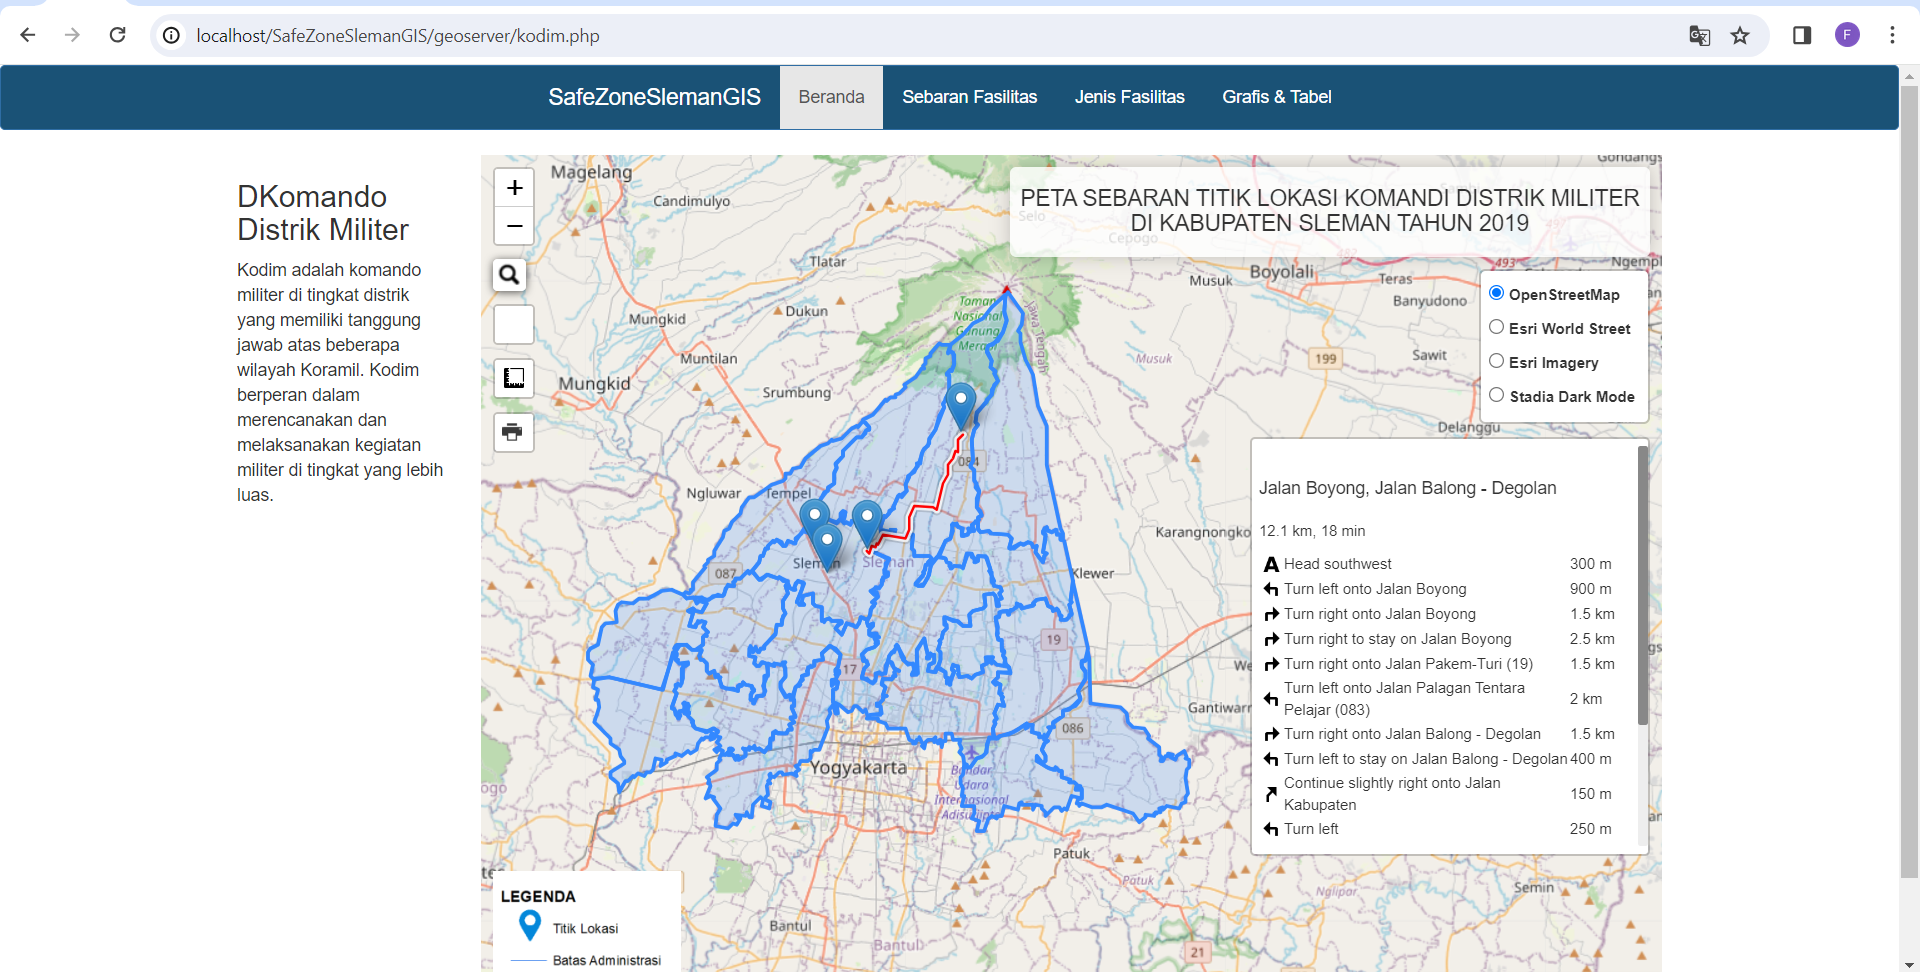 localhost/SafeZoneSlemanGIS/geoserver/kodim.php
F
SafeZoneSlemanGIS
Beranda
Sebaran Fasilitas
Jenis Fasilitas
Grafis & Tabel
DKomando
Distrik Militer
Kodim adalah komando
militer di tingkat distrik
yang memiliki tanggung
jawab atas beberapa
wilayah Koramil. Kodim
berperan dalam
merencanakan dan
melaksanakan kegiatan
militer di tingkat yang lebih
luas.
+
−
PETA SEBARAN TITIK LOKASI KOMANDI DISTRIK MILITER
DI KABUPATEN SLEMAN TAHUN 2019
Magelang
Candimulyo
Selo
Cepogo
Tlatar
Boyolali
Musuk
Teras
Banyudono
482
493
Dukun
Mungkid
Muntilan
Mungkid
Srumbung
Taman
Nasional
Gunung
Merapi
Jawa Tengah
Musuk
199
Sawit
Delanggu
Ngluwar
Tempel
084
Karangnongko
Sleman
Sleman
087
Klewer
19
17
Gantiwarno
086
Yogyakarta
Bandar
Udara
Internasional
Adisutjipto
Patuk
Patuk
Bantul
Bantul
Semin
Nglipar
21
OpenStreetMap
Esri World Street
Esri Imagery
Stadia Dark Mode
Jalan Boyong, Jalan Balong - Degolan
12.1 km, 18 min
Head southwest 300 m
Turn left onto Jalan Boyong 900 m
Turn right onto Jalan Boyong 1.5 km
Turn right to stay on Jalan Boyong 2.5 km
Turn right onto Jalan Pakem-Turi (19) 1.5 km
Turn left onto Jalan Palagan Tentara
Pelajar (083) 2 km
Turn right onto Jalan Balong - Degolan 1.5 km
Turn left to stay on Jalan Balong - Degolan 400 m
Continue slightly right onto Jalan
Kabupaten 150 m
Turn left 250 m
LEGENDA
Titik Lokasi
Batas Administrasi